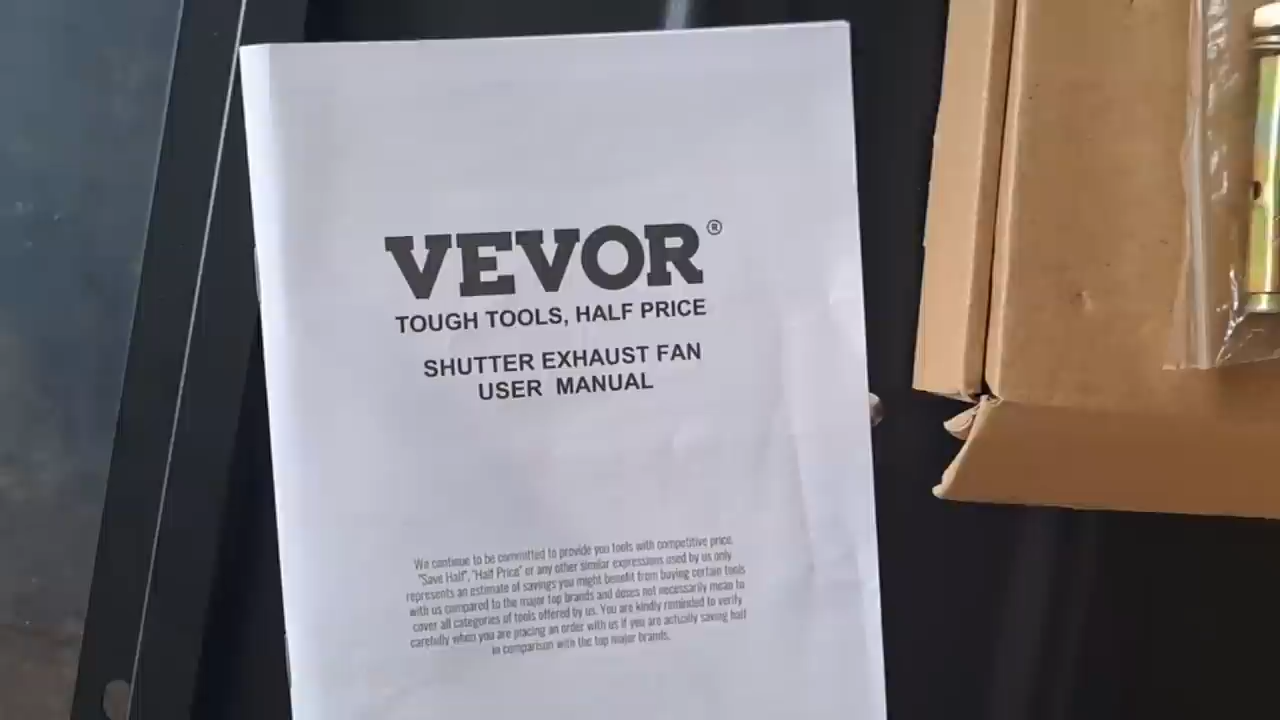 VEVOR®
TOUGH TOOLS, HALF PRICE
SHUTTER EXHAUST FAN
USER MANUAL
We continue to be committed to provide you tools with competitive price.
"Save Half", "Half Price" or any other similar expressions used by us only
represents an estimate of savings you might benefit from buying certain tools
with us compared to the major top brands and doses not necessarily mean to
cover all categories of tools offered by us. You are kindly reminded to verify
carefully when you are placing an order with us if you are actually saving half
in comparison with the top major brands.